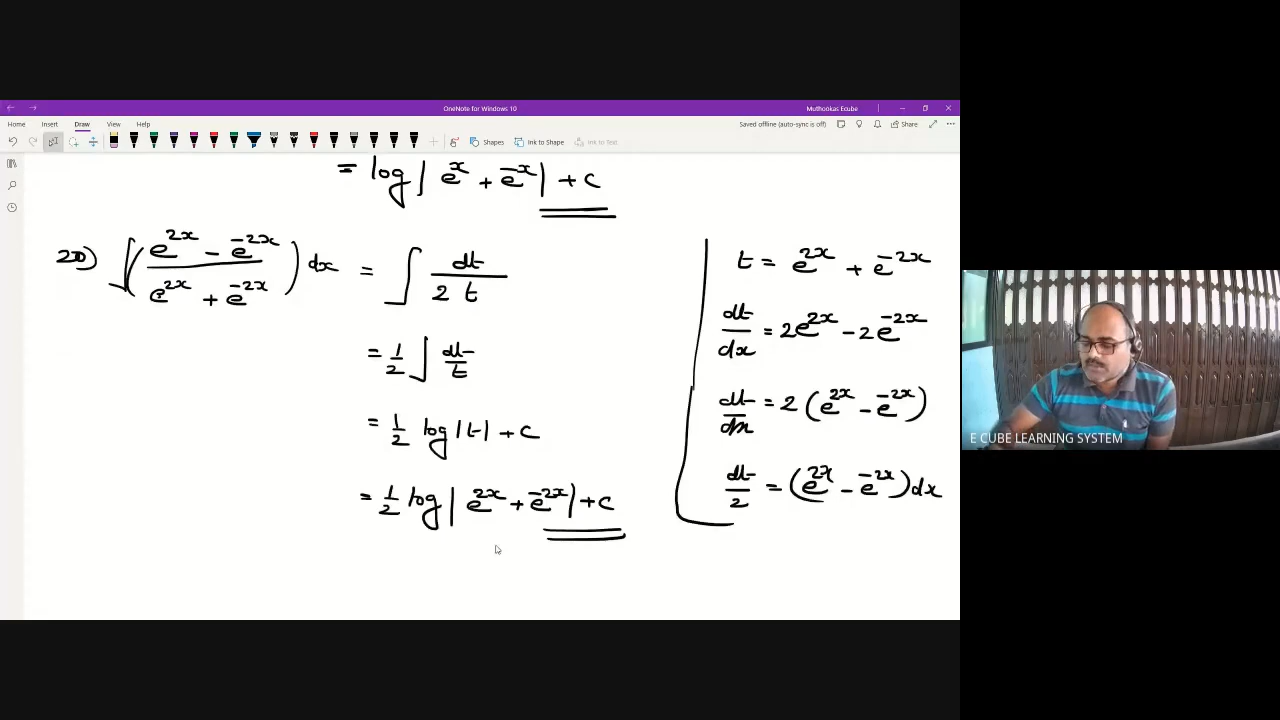 OneNote for Windows 10
Muthookas Ecube
Home Insert Draw View Help
Saved offline (auto-sync is off) Share
Shapes Ink to Shape Ink to Text
= log | e^x + e^-x | + c
20) ∫ ( (e^2x - e^-2x) / (e^2x + e^-2x) ) dx = ∫ dt / 2 t
= 1/2 ∫ dt/t
= 1/2 log |t| + c
= 1/2 log | e^2x + e^-2x | + c
t = e^2x + e^-2x
dt/dx = 2e^2x - 2e^-2x
dt/dx = 2 (e^2x - e^-2x)
dt/2 = (e^2x - e^-2x) dx
E CUBE LEARNING SYSTEM